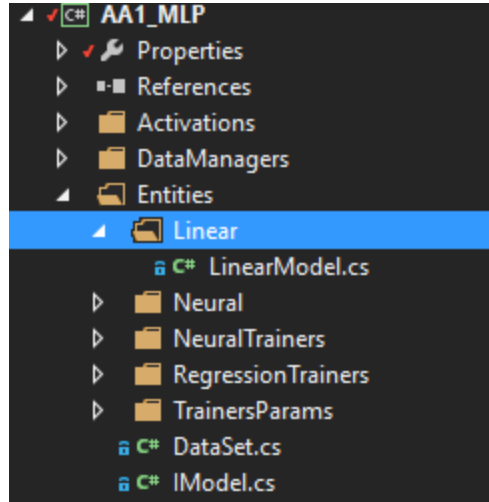 C# AA1_MLP
Properties
References
Activations
DataManagers
Entities
Linear
C# LinearModel.cs
Neural
NeuralTrainers
RegressionTrainers
TrainersParams
C# DataSet.cs
C# IModel.cs